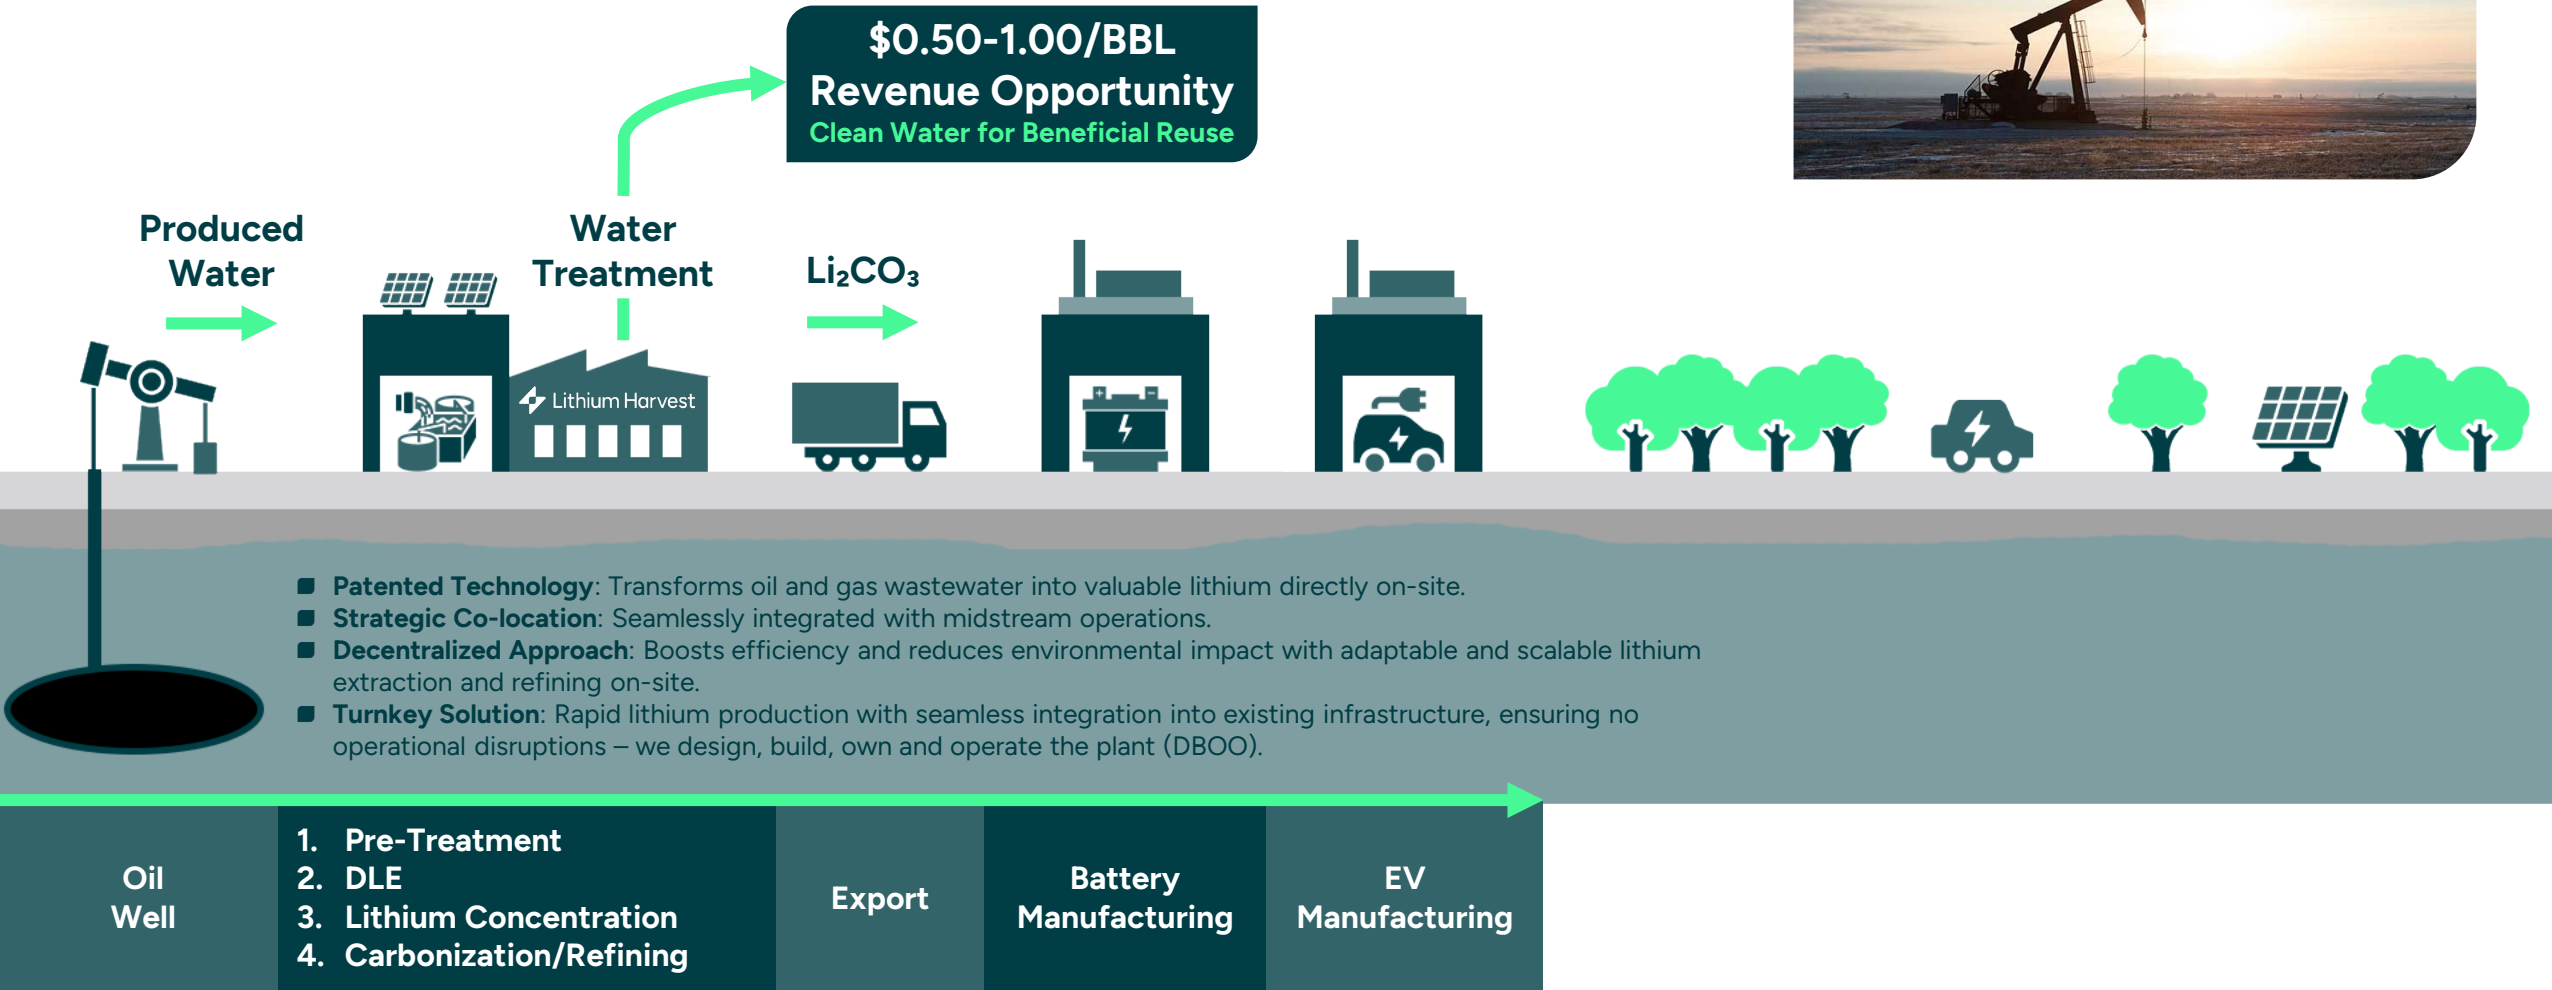 $0.50-1.00/BBL
Revenue Opportunity
Clean Water for Beneficial Reuse
Produced
Water
Water
Treatment
Li₂CO₃
Lithium Harvest
Patented Technology: Transforms oil and gas wastewater into valuable lithium directly on-site.
Strategic Co-location: Seamlessly integrated with midstream operations.
Decentralized Approach: Boosts efficiency and reduces environmental impact with adaptable and scalable lithium
extraction and refining on-site.
Turnkey Solution: Rapid lithium production with seamless integration into existing infrastructure, ensuring no
operational disruptions – we design, build, own and operate the plant (DBOO).
Oil
Well
1. Pre-Treatment
2. DLE
3. Lithium Concentration
4. Carbonization/Refining
Export
Battery
Manufacturing
EV
Manufacturing